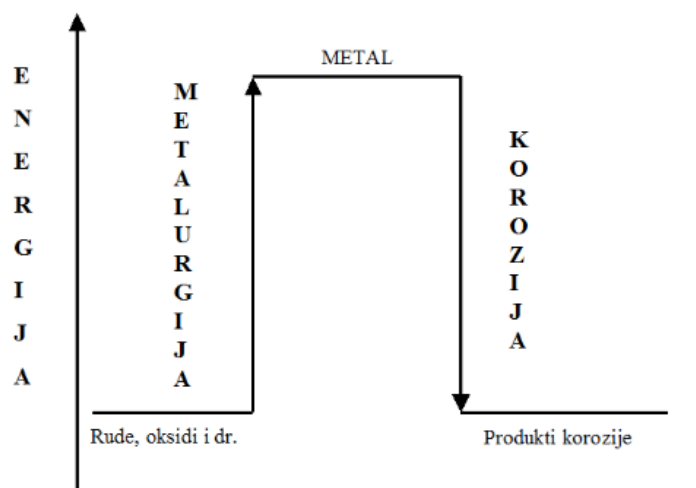 ENERGIJA
METALURGIJA
METAL
KOROZIJA
Rude, oksidi i dr.
Produkti korozije